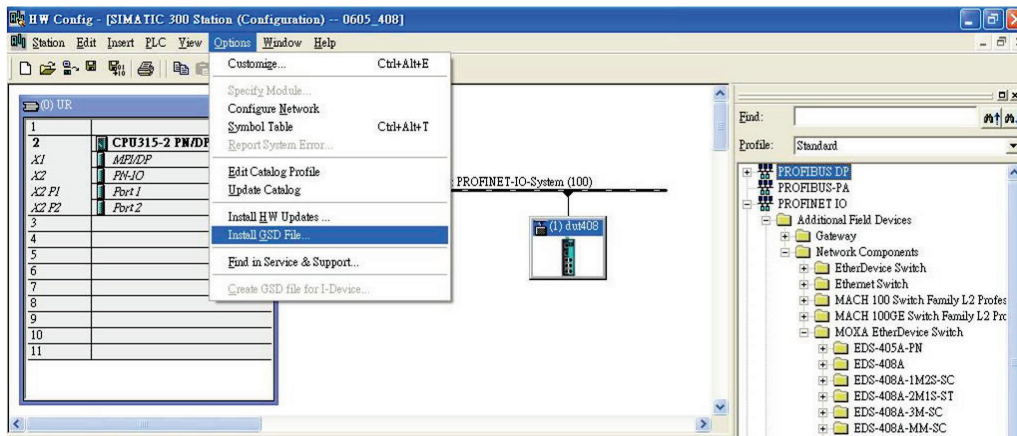 HW Config - [SIMATIC 300 Station (Configuration) -- 0605_408]
Station Edit Insert PLC View Options Window Help
Customize... Ctrl+Alt+E
Specify Module...
Configure Network
Symbol Table Ctrl+Alt+T
Report System Error...
Edit Catalog Profile
Update Catalog
Install HW Updates ...
Install GSD File...
Find in Service & Support...
Create GSD file for I-Device...
(0) UR
1
2 CPU315-2 PN/DP
X1 MPI/DP
X2 PN-IO
X2 P1 Port 1
X2 P2 Port 2
3
4
5
6
7
8
9
10
11
PROFINET-IO-System (100)
(1) dut408
Find:
Profile: Standard
PROFIBUS DP
PROFIBUS-PA
PROFINET IO
Additional Field Devices
Gateway
Network Components
EtherDevice Switch
Ethernet Switch
MACH 100 Switch Family L2 Profes
MACH 100GE Switch Family L2 Pro
MOXA EtherDevice Switch
EDS-405A-PN
EDS-408A
EDS-408A-1M2S-SC
EDS-408A-2M1S-ST
EDS-408A-3M-SC
EDS-408A-MM-SC